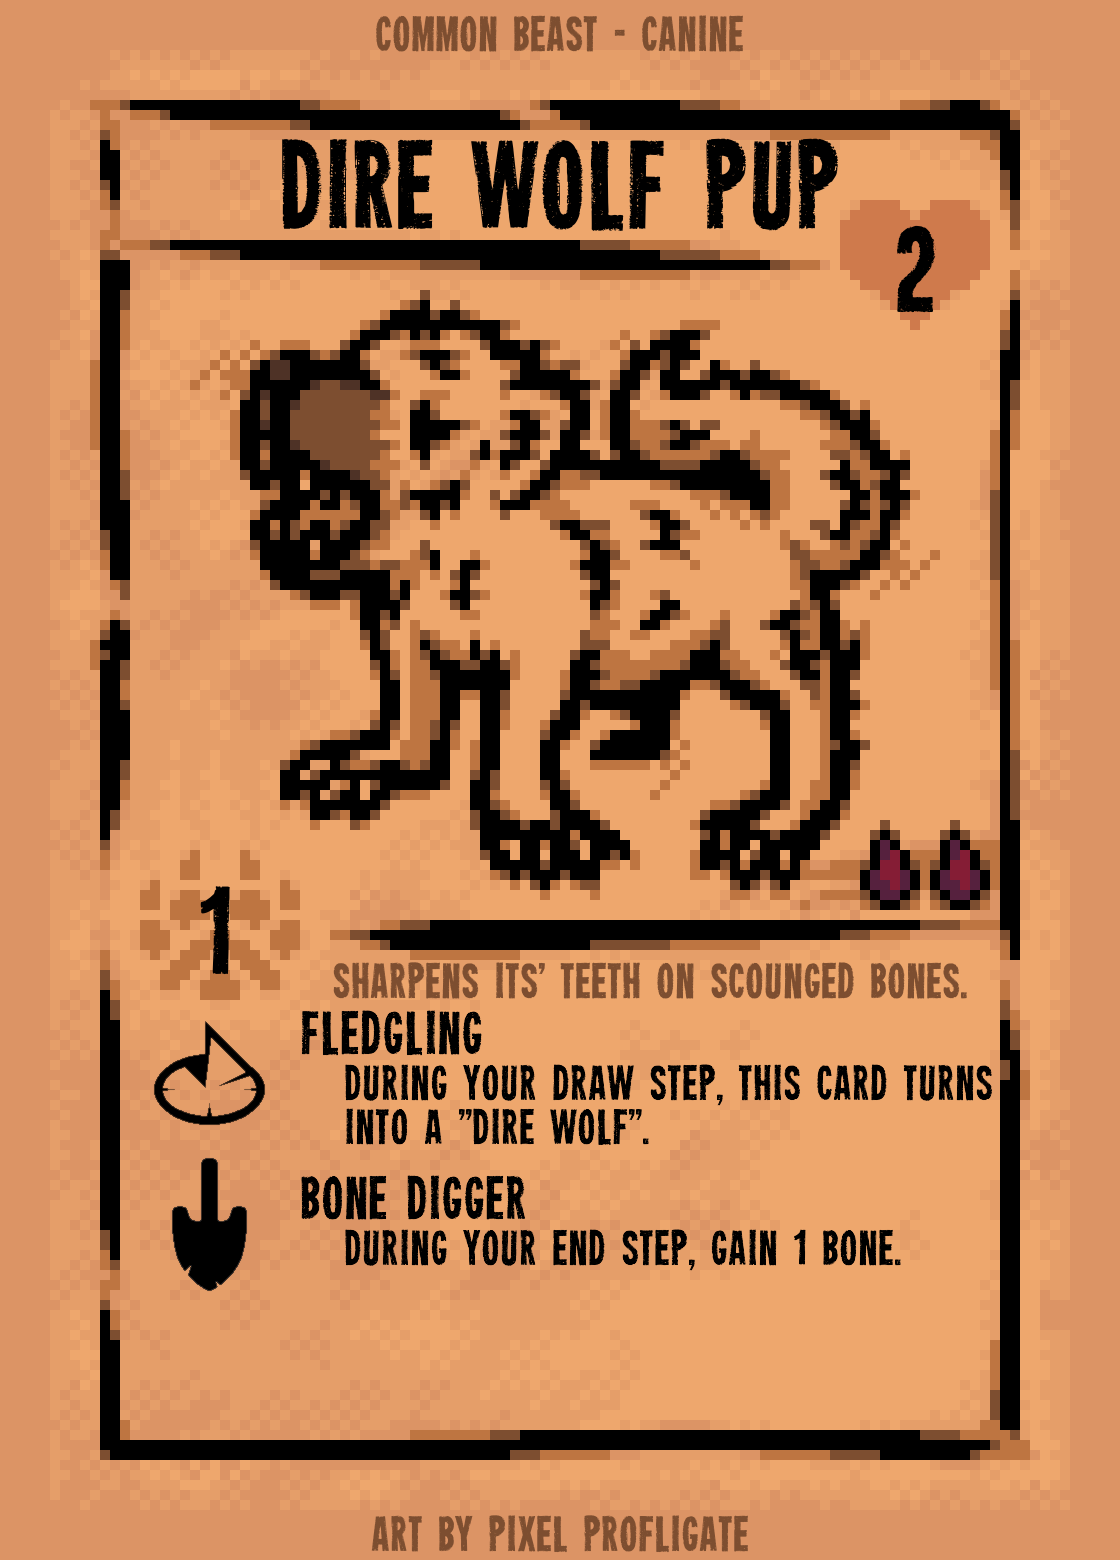 COMMON BEAST - CANINE
DIRE WOLF PUP
2
1
SHARPENS ITS' TEETH ON SCOUNGED BONES.
FLEDGLING
DURING YOUR DRAW STEP, THIS CARD TURNS
INTO A "DIRE WOLF".
BONE DIGGER
DURING YOUR END STEP, GAIN 1 BONE.
ART BY PIXEL PROFLIGATE